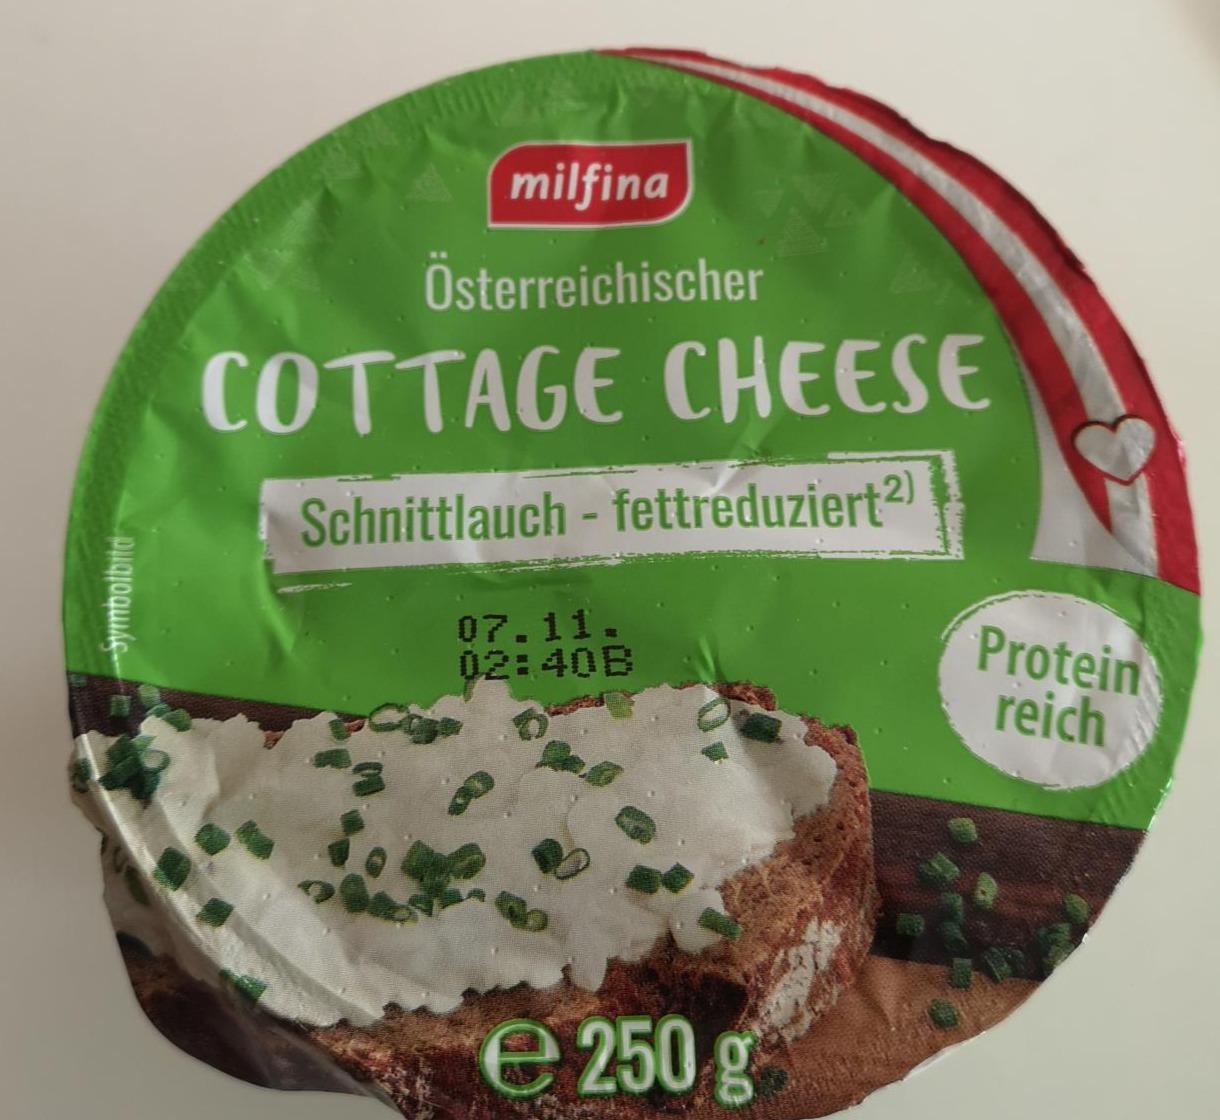 milfina
Österreichischer
COTTAGE CHEESE
Schnittlauch - fettreduziert²⁾
Symbolbild
07.11.
02:40B
Protein
reich
℮ 250 g